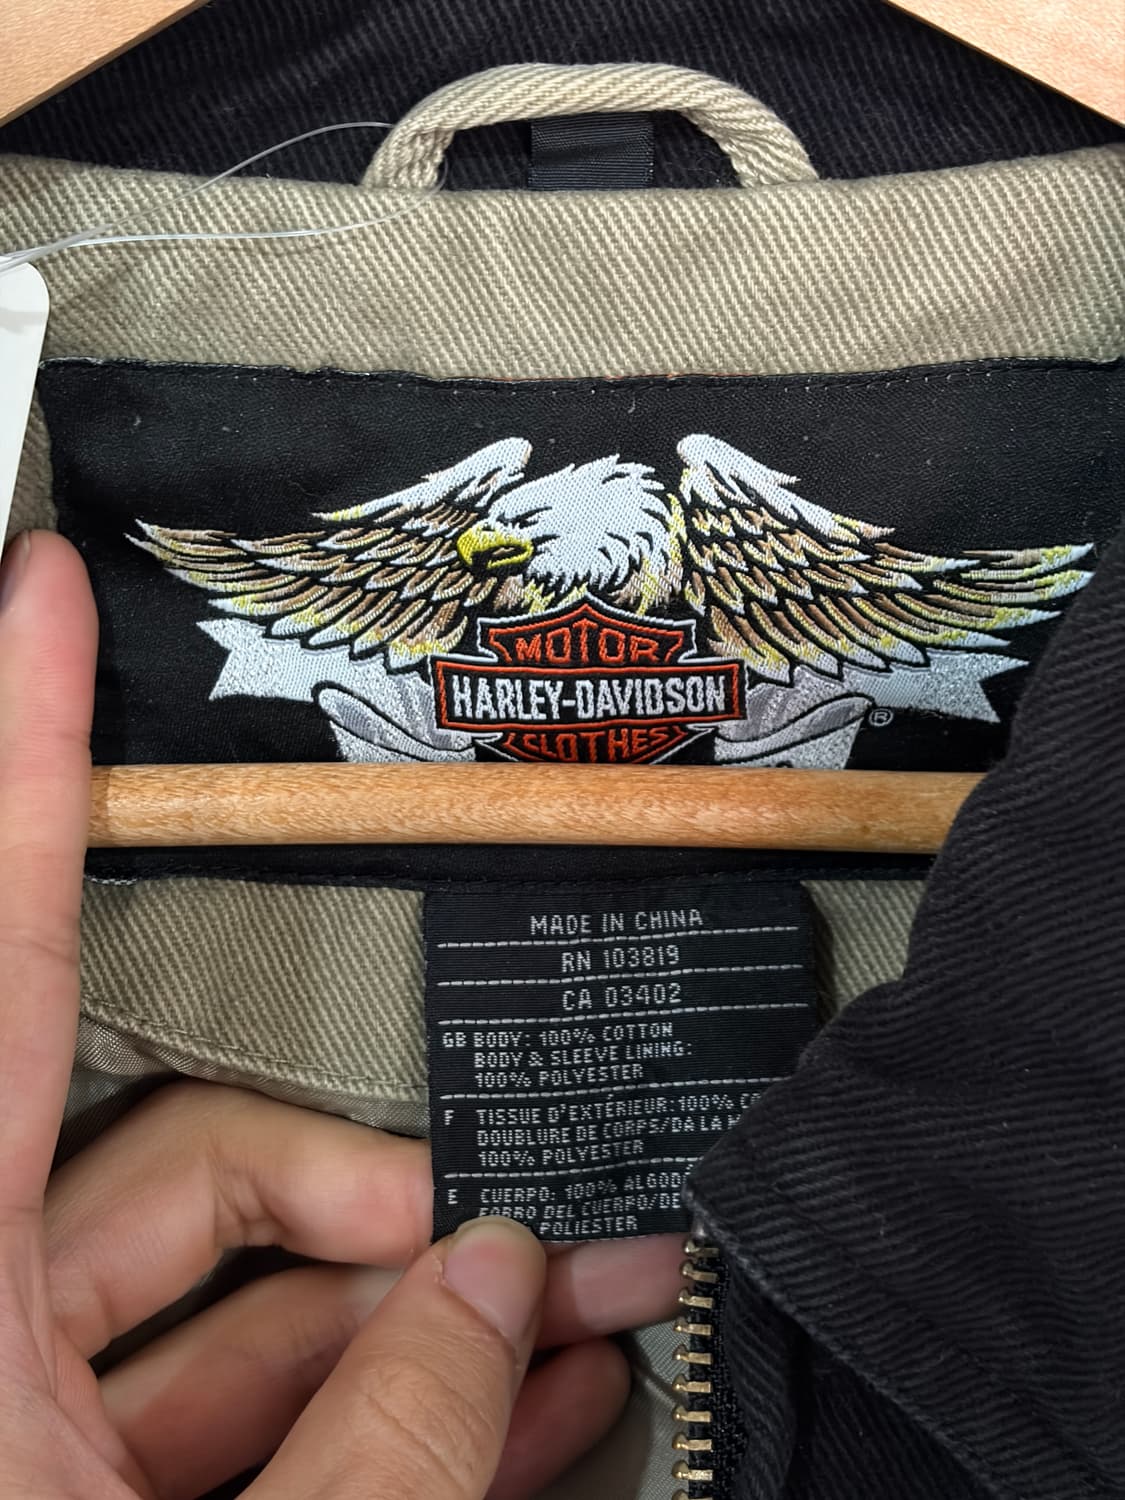 MOTOR
HARLEY-DAVIDSON
CLOTHES
®
MADE IN CHINA
RN 103819
CA 03402
GB BODY: 100% COTTON
BODY & SLEEVE LINING:
100% POLYESTER
F TISSUE D'EXTÉRIEUR: 100%
DOUBLURE DE CORPS/DA LA
100% POLYESTER
E CUERPO: 100%
FORRO DEL CUERPO/DE
POLIESTER